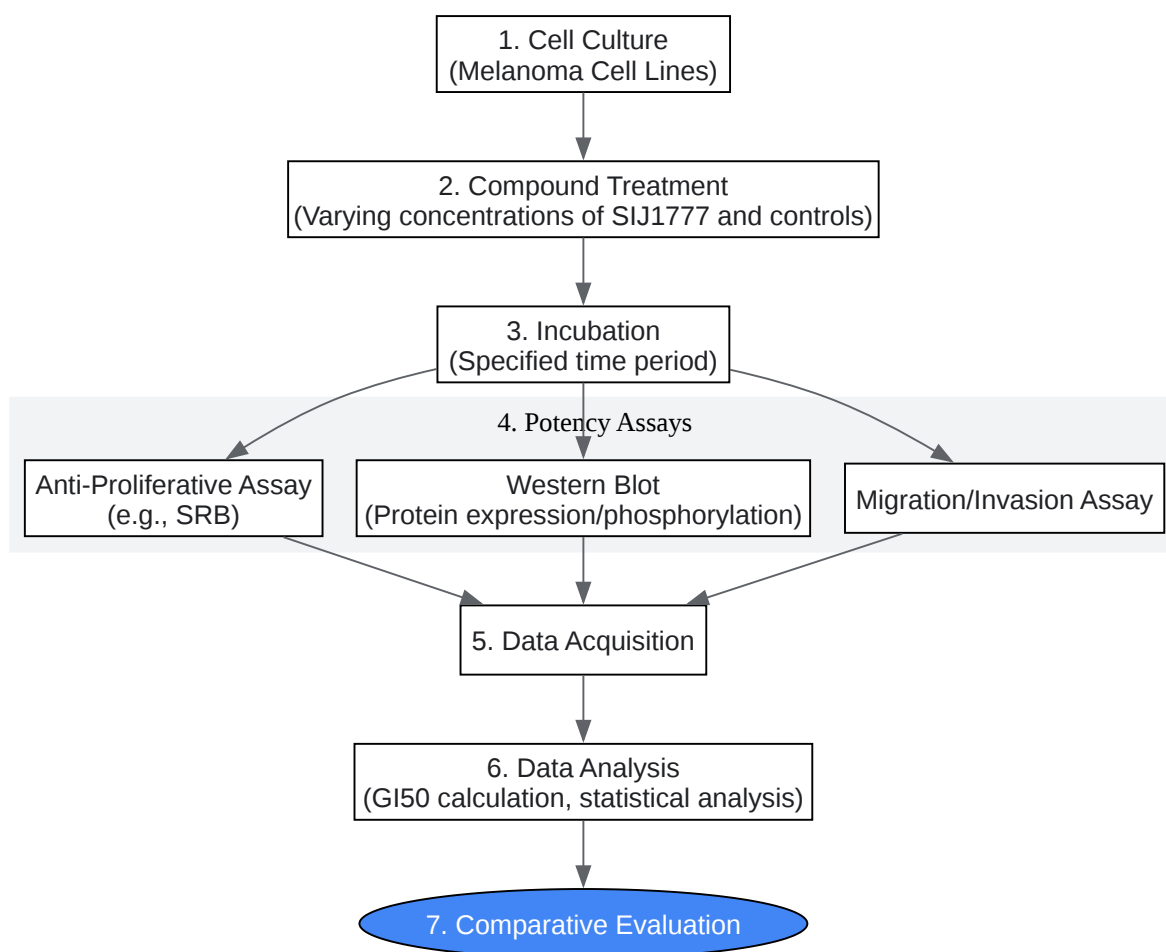 1. Cell Culture
(Melanoma Cell Lines)
2. Compound Treatment
(Varying concentrations of SIJ1777 and controls)
3. Incubation
(Specified time period)
4. Potency Assays
Anti-Proliferative Assay
(e.g., SRB)
Western Blot
(Protein expression/phosphorylation)
Migration/Invasion Assay
5. Data Acquisition
6. Data Analysis
(GI50 calculation, statistical analysis)
7. Comparative Evaluation